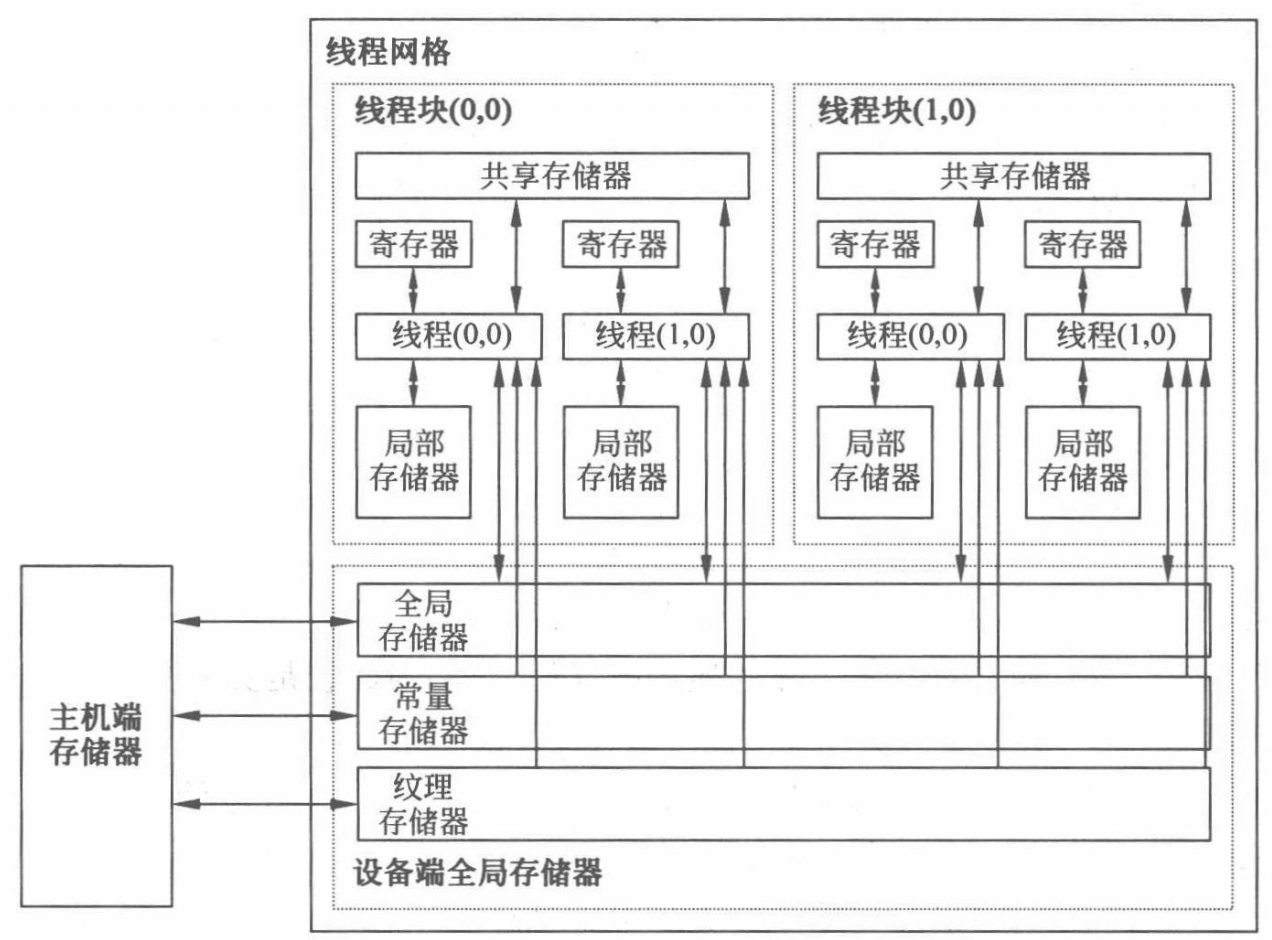 线程网格
线程块(0,0)
共享存储器
寄存器
寄存器
线程(0,0)
线程(1,0)
局部
存储器
局部
存储器
线程块(1,0)
共享存储器
寄存器
寄存器
线程(0,0)
线程(1,0)
局部
存储器
局部
存储器
主机端
存储器
全局
存储器
常量
存储器
纹理
存储器
设备端全局存储器